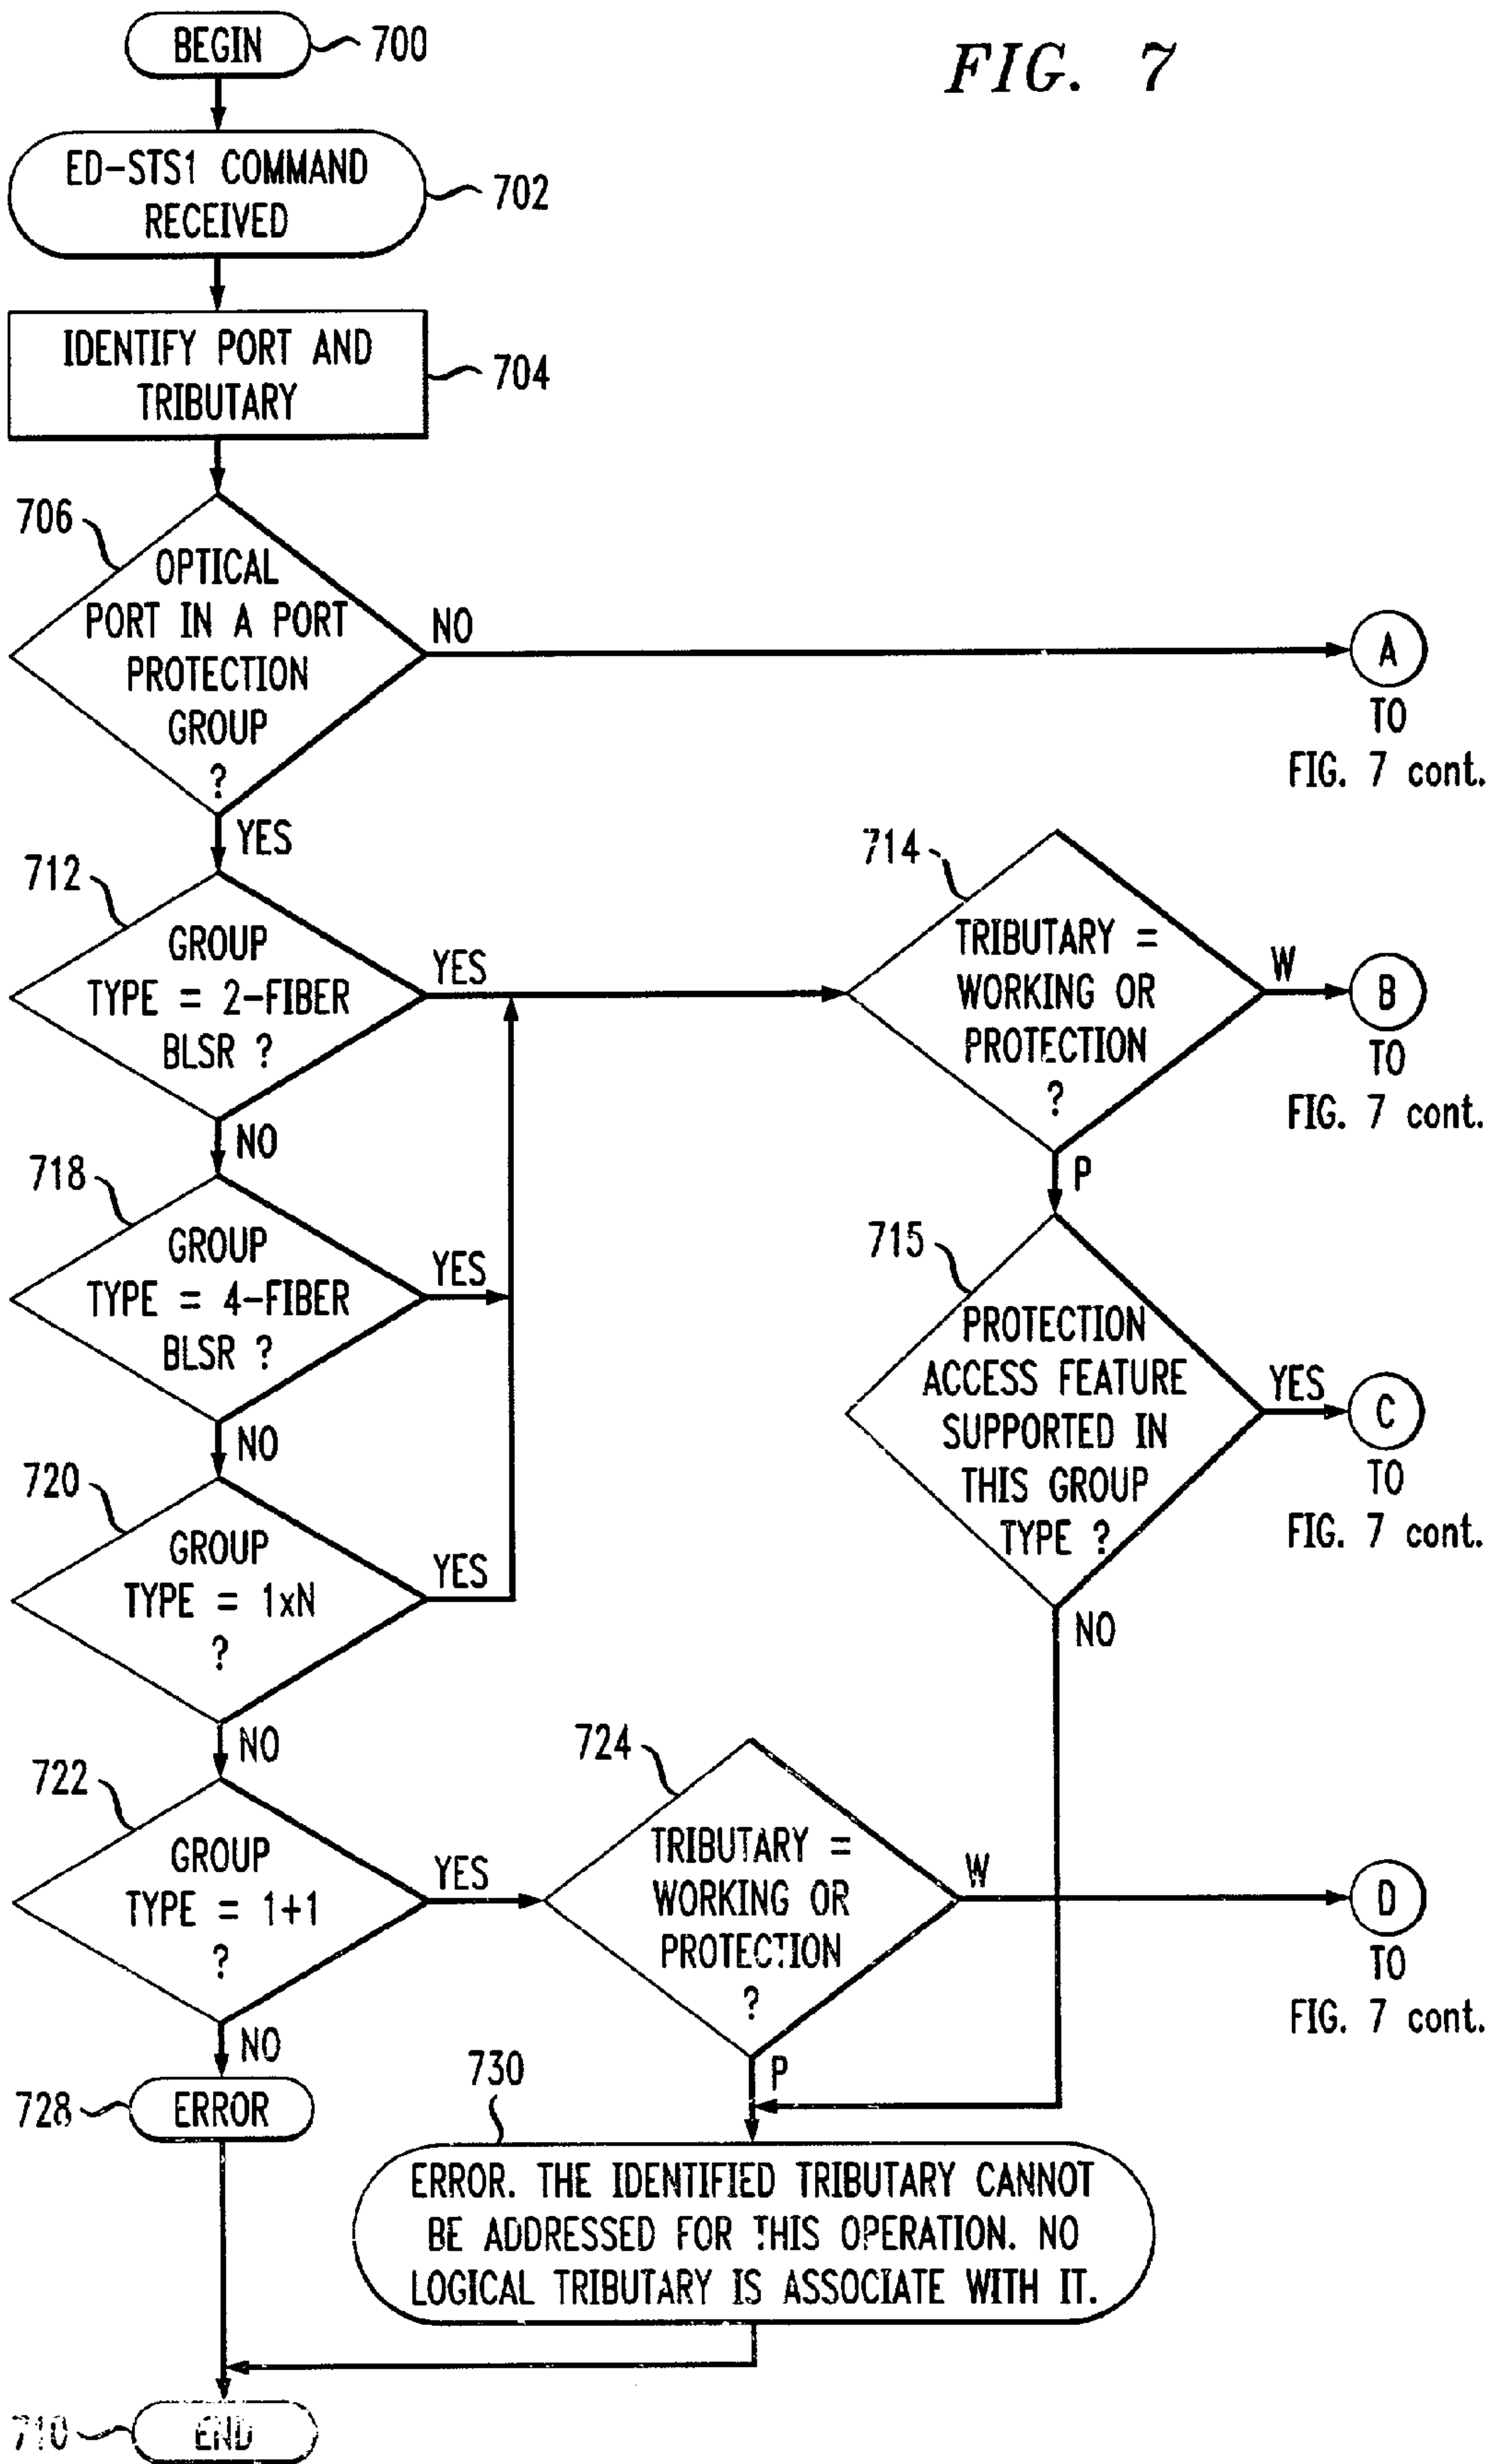 FIG. 7
BEGIN
700
ED-STS1 COMMAND
RECEIVED
702
IDENTIFY PORT AND
TRIBUTARY
704
706
OPTICAL
PORT IN A PORT
PROTECTION
GROUP
?
NO
A
TO
FIG. 7 cont.
YES
712
GROUP
TYPE = 2-FIBER
BLSR ?
YES
714
TRIBUTARY =
WORKING OR
PROTECTION
?
W
B
TO
FIG. 7 cont.
NO
P
718
GROUP
TYPE = 4-FIBER
BLSR ?
YES
715
PROTECTION
ACCESS FEATURE
SUPPORTED IN
THIS GROUP
TYPE ?
YES
C
TO
FIG. 7 cont.
NO
NO
720
GROUP
TYPE = 1xN
?
YES
NO
722
GROUP
TYPE = 1+1
?
YES
724
TRIBUTARY =
WORKING OR
PROTECTION
?
W
D
TO
FIG. 7 cont.
NO
P
728
ERROR
730
ERROR. THE IDENTIFIED TRIBUTARY CANNOT
BE ADDRESSED FOR THIS OPERATION. NO
LOGICAL TRIBUTARY IS ASSOCIATE WITH IT.
710
END